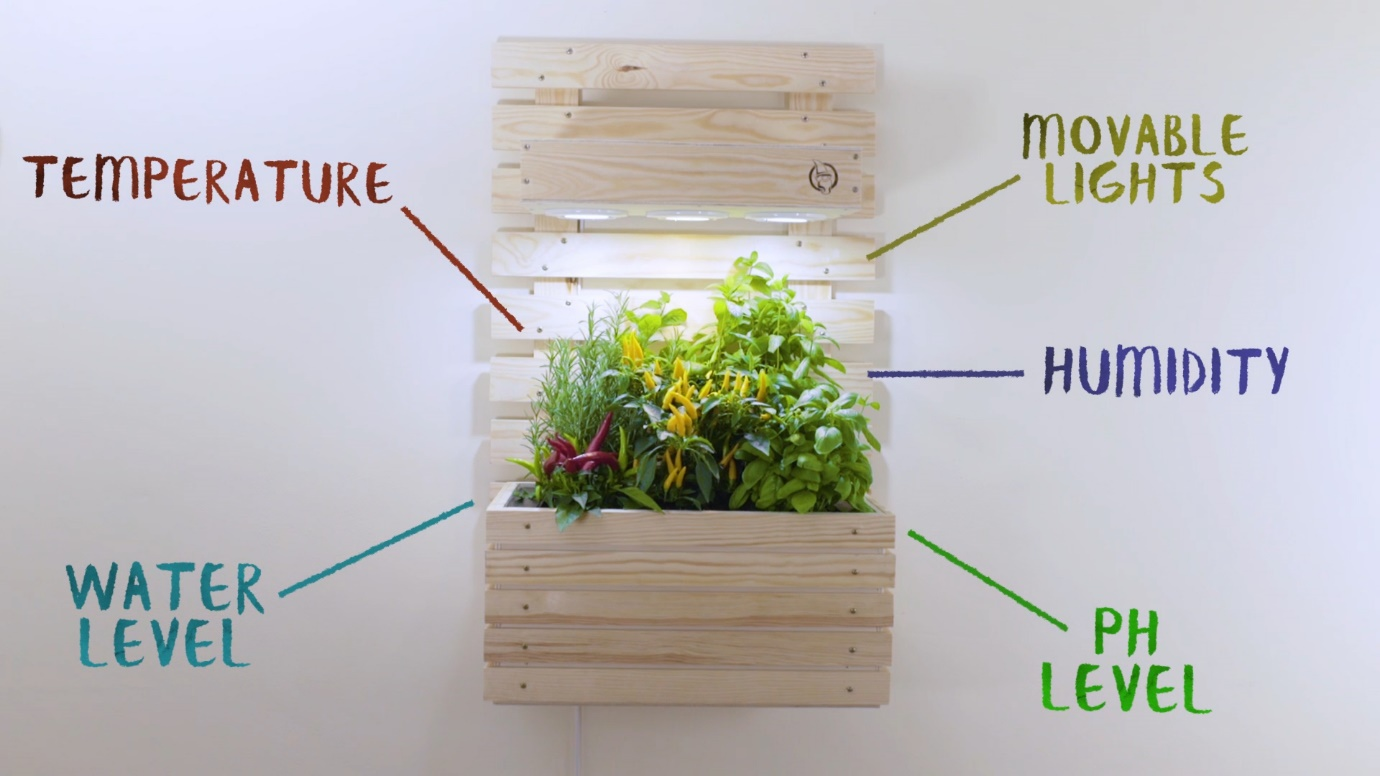 TEMPERATURE
MOVABLE
LIGHTS
HUMIDITY
WATER
LEVEL
PH
LEVEL